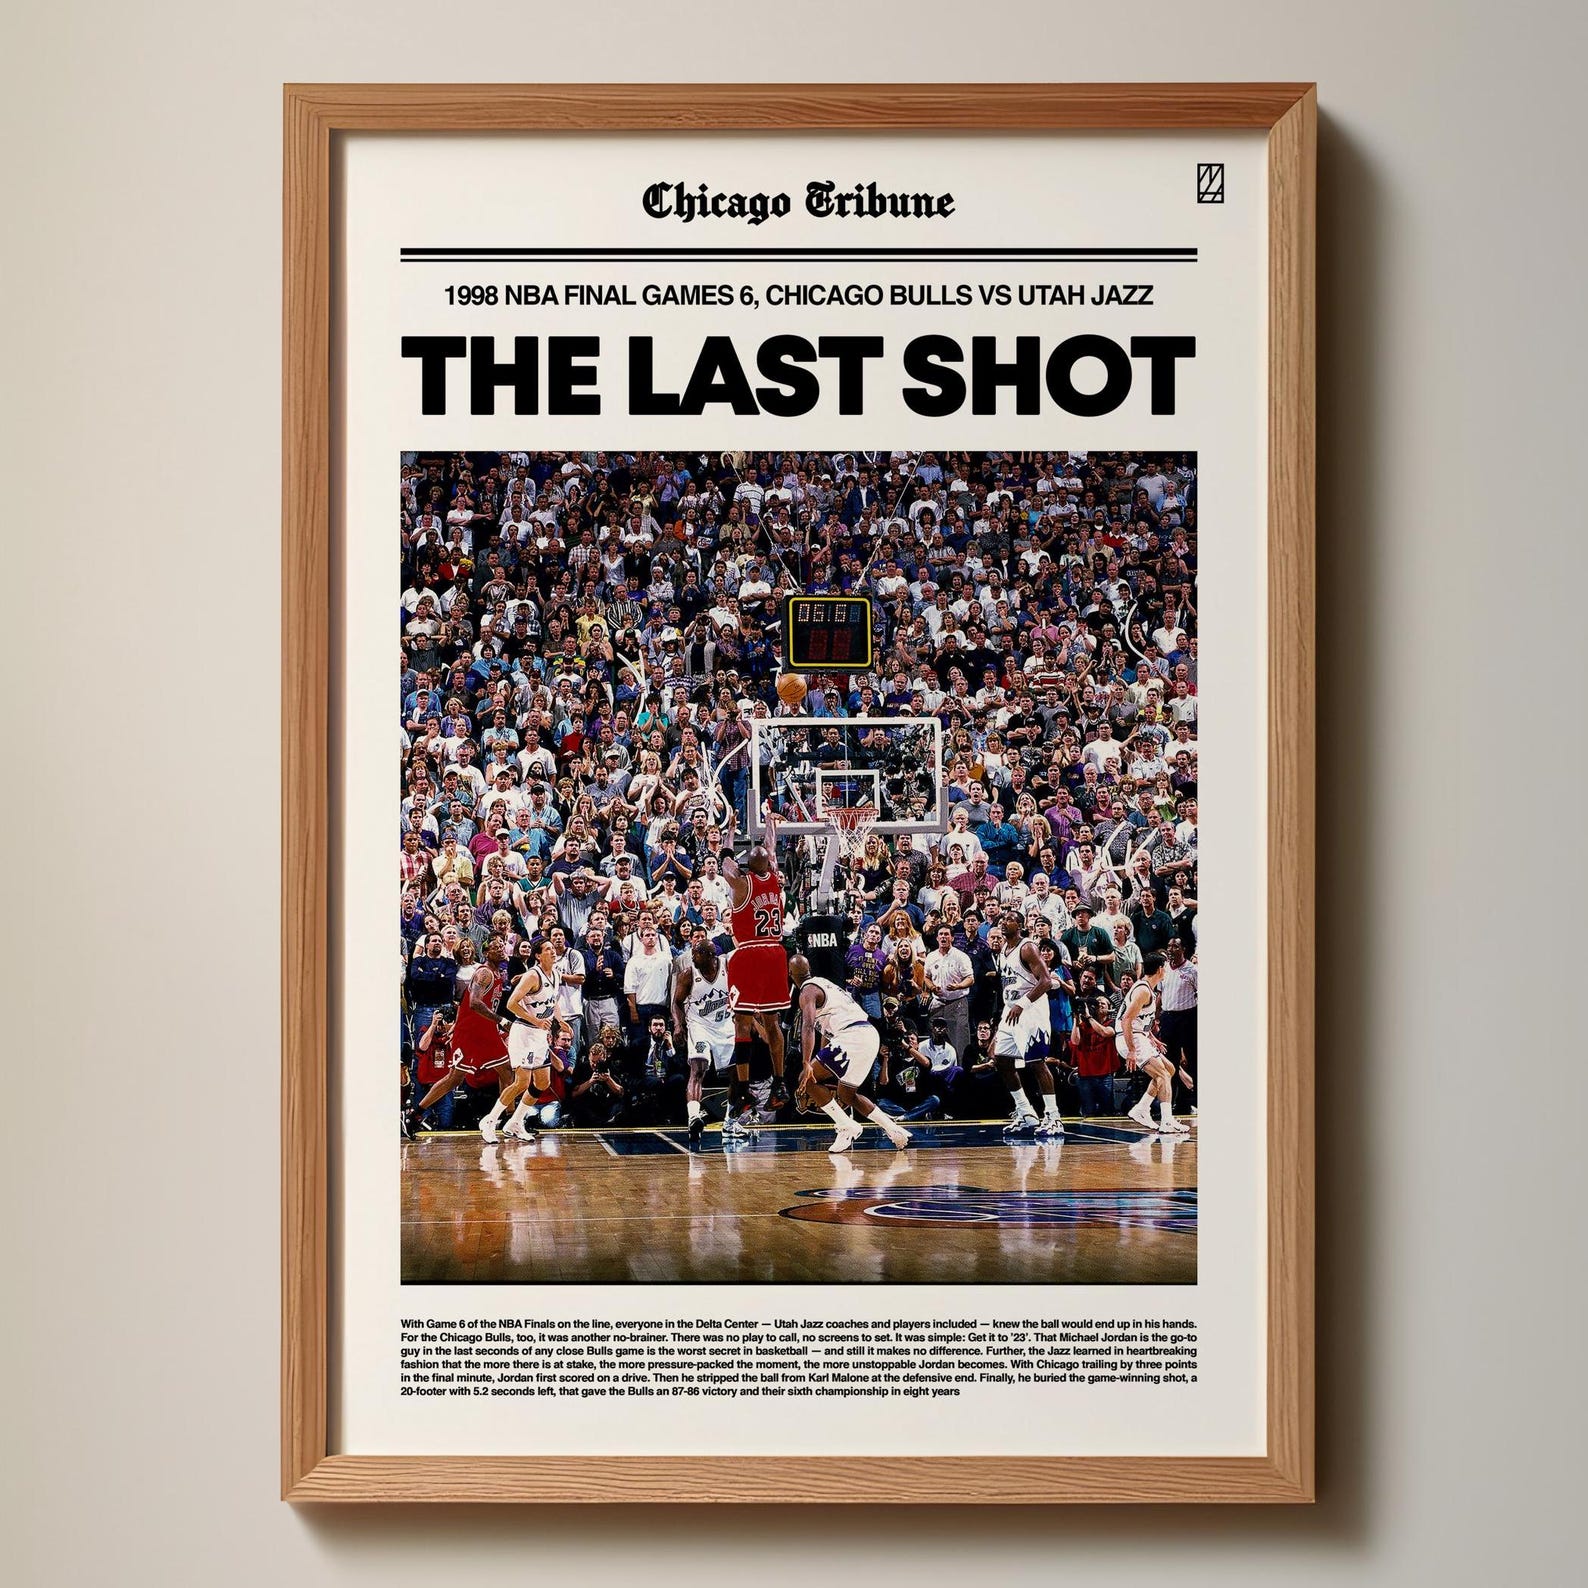 Chicago Tribune
1998 NBA FINAL GAMES 6, CHICAGO BULLS VS UTAH JAZZ
THE LAST SHOT
JORDAN
23
NBA
With Game 6 of the NBA Finals on the line, everyone in the Delta Center — Utah Jazz coaches and players included — knew the ball would end up in his hands.
For the Chicago Bulls, too, it was another no-brainer. There was no play to call, no screens to set. It was simple: Get it to '23'. That Michael Jordan is the go-to
guy in the last seconds of any close Bulls game is the worst secret in basketball — and still it makes no difference. Further, the Jazz learned in heartbreaking
fashion that the more there is at stake, the more pressure-packed the moment, the more unstoppable Jordan becomes. With Chicago trailing by three points
in the final minute, Jordan first scored on a drive. Then he stripped the ball from Karl Malone at the defensive end. Finally, he buried the game-winning shot, a
20-footer with 5.2 seconds left, that gave the Bulls an 87-86 victory and their sixth championship in eight years